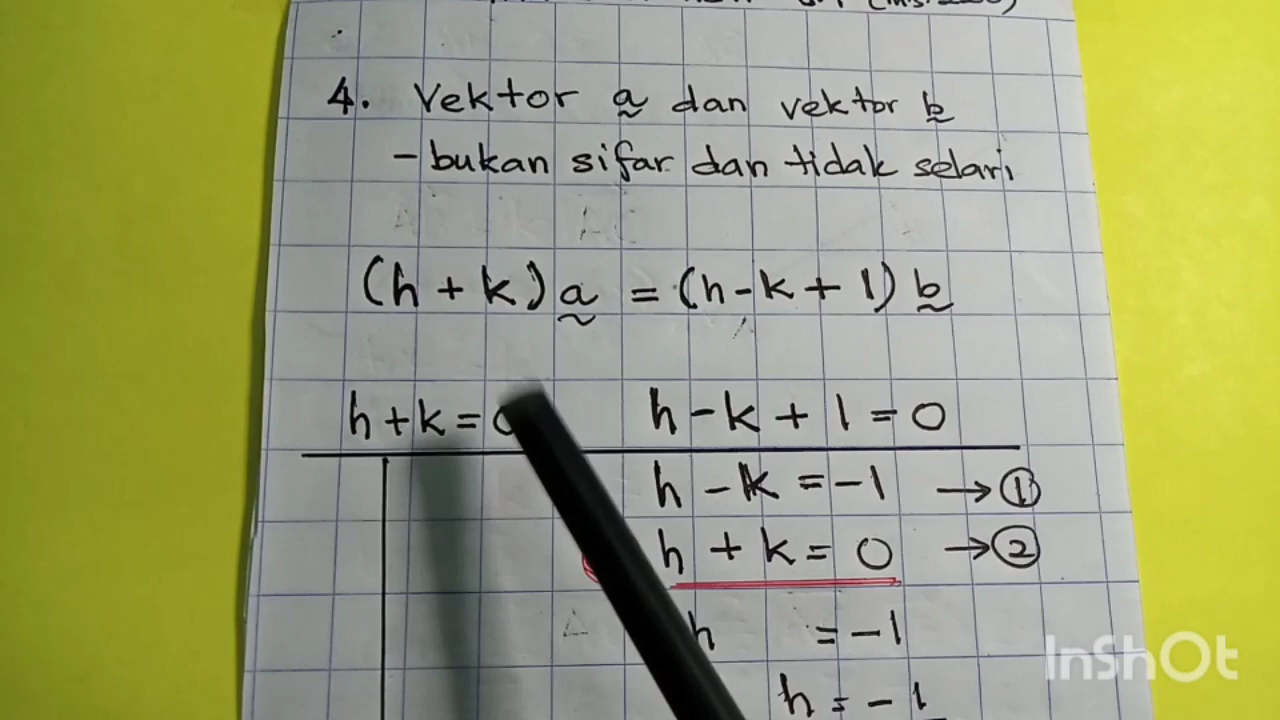 4. Vektor a dan vektor b
- bukan sifar dan tidak selari
(h + k) a = (h - k + 1) b
h + k = 0 h - k + 1 = 0
h - k = -1 → ①
h + k = 0 → ②
h = -1
h = - 1
InShOt